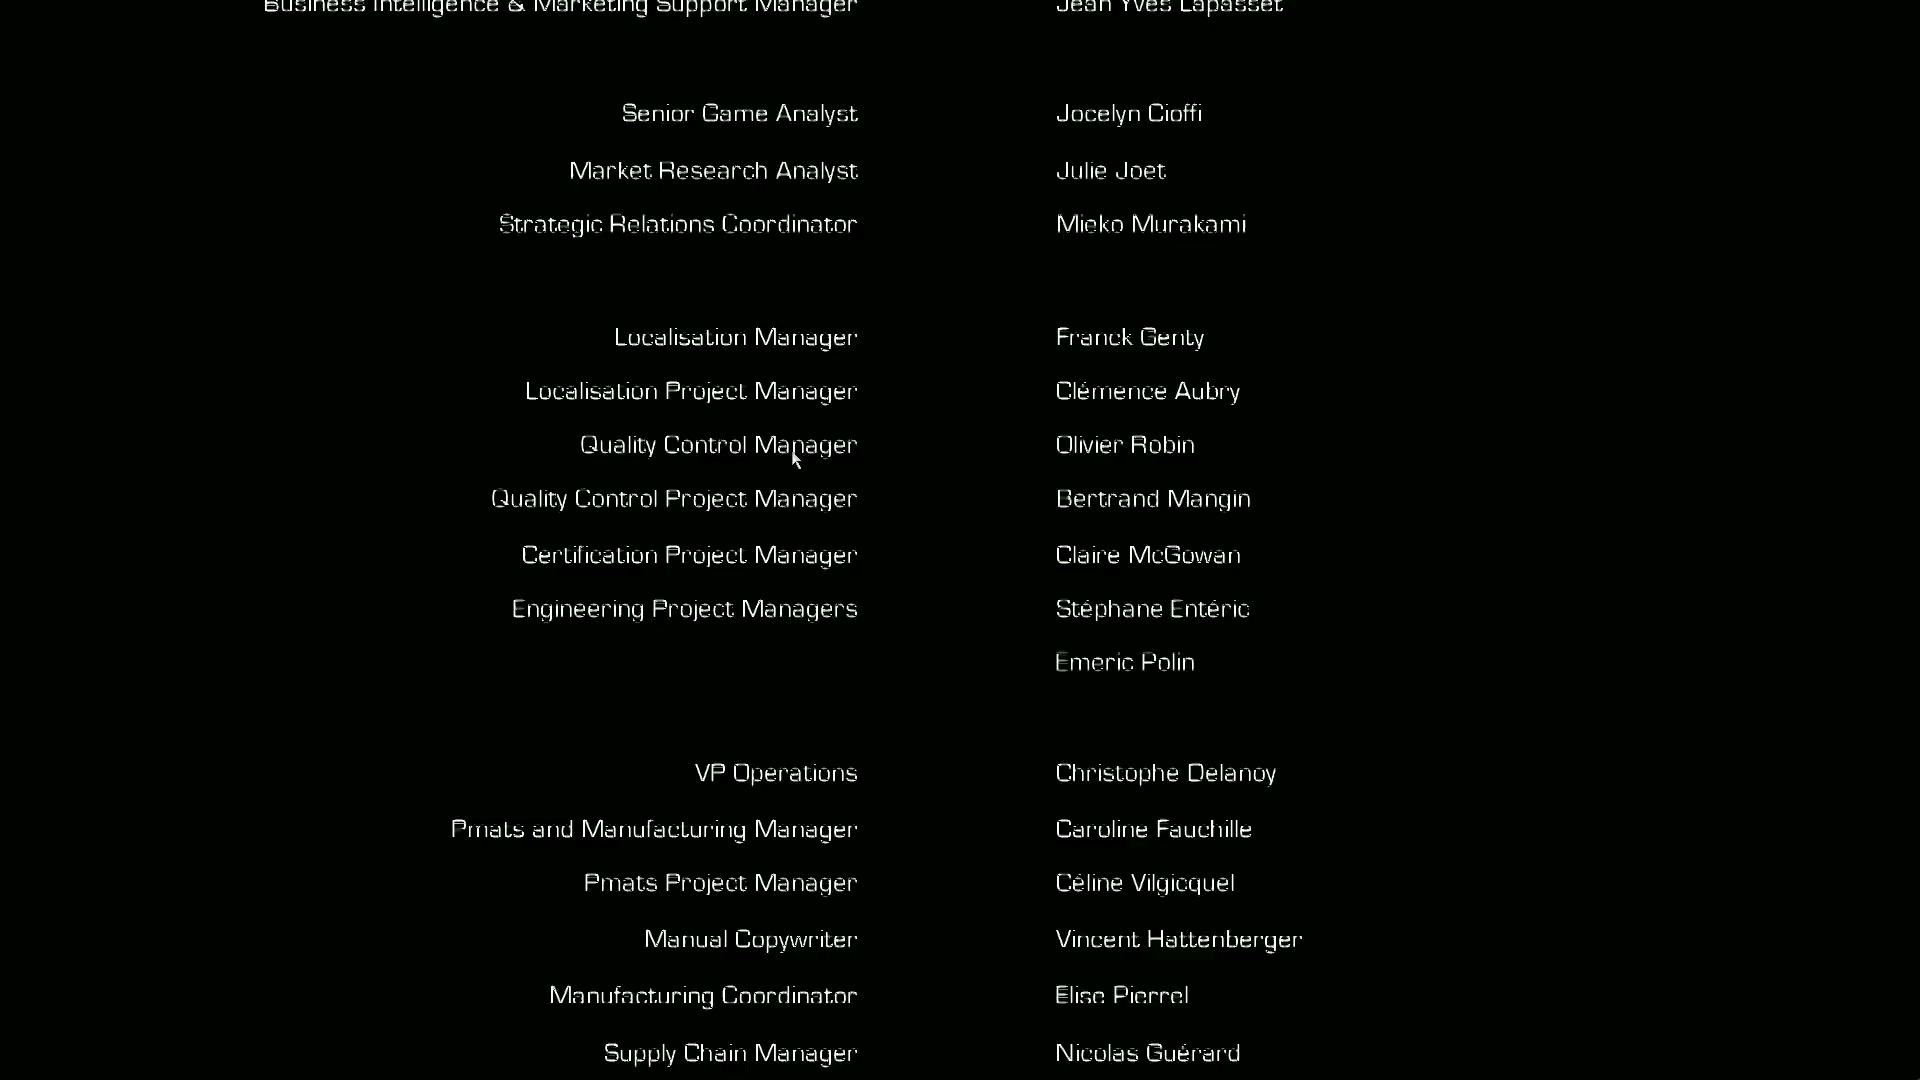 Business Intelligence & Marketing Support Manager Jean Yves Lapasset
Senior Game Analyst Jocelyn Cioffi
Market Research Analyst Julie Joet
Strategic Relations Coordinator Mieko Murakami
Localisation Manager Franck Genty
Localisation Project Manager Clémence Aubry
Quality Control Manager Olivier Robin
Quality Control Project Manager Bertrand Mangin
Certification Project Manager Claire McGowan
Engineering Project Managers Stéphane Entéric
Emeric Polin
VP Operations Christophe Delanoy
Pmats and Manufacturing Manager Caroline Fauchille
Pmats Project Manager Céline Vilgicquel
Manual Copywriter Vincent Hattenberger
Manufacturing Coordinator Elise Pierrel
Supply Chain Manager Nicolas Guérard